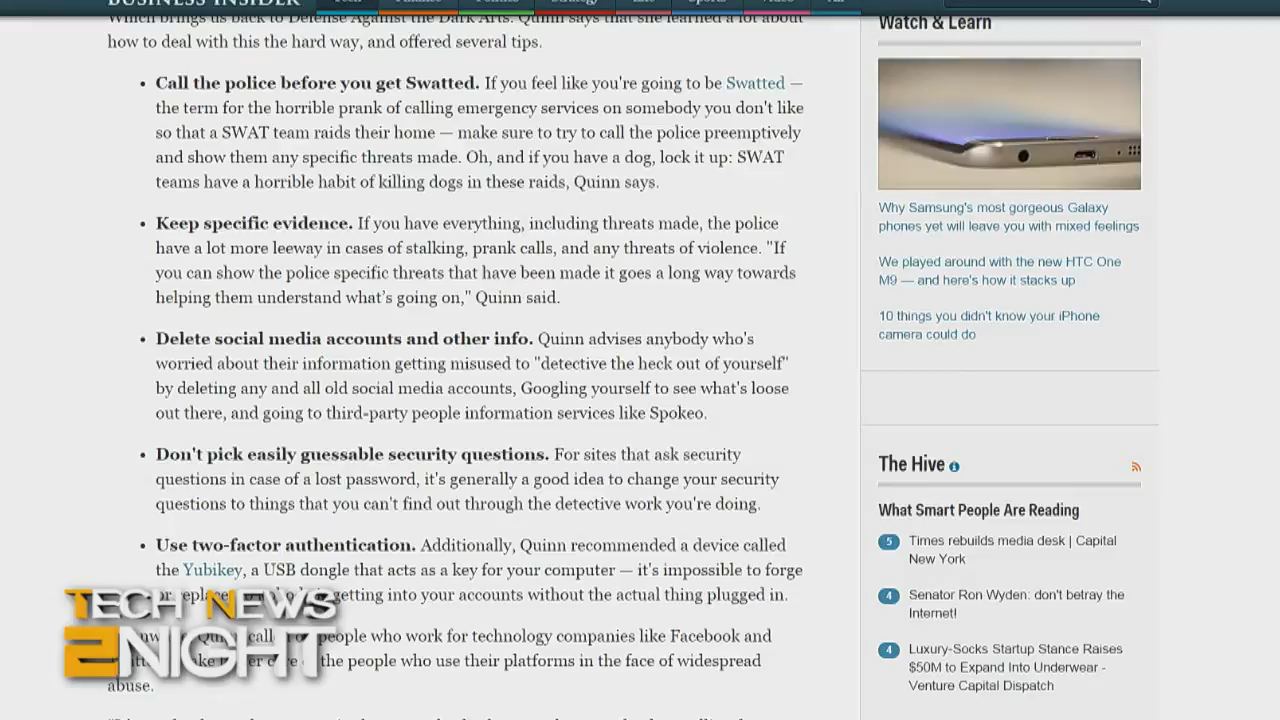 BUSINESS INSIDER
Which brings us back to Defense Against the Dark Arts. Quinn says that she learned a lot about
how to deal with this the hard way, and offered several tips.
• Call the police before you get Swatted. If you feel like you're going to be Swatted —
the term for the horrible prank of calling emergency services on somebody you don't like
so that a SWAT team raids their home — make sure to try to call the police preemptively
and show them any specific threats made. Oh, and if you have a dog, lock it up: SWAT
teams have a horrible habit of killing dogs in these raids, Quinn says.
• Keep specific evidence. If you have everything, including threats made, the police
have a lot more leeway in cases of stalking, prank calls, and any threats of violence. "If
you can show the police specific threats that have been made it goes a long way towards
helping them understand what's going on," Quinn said.
• Delete social media accounts and other info. Quinn advises anybody who's
worried about their information getting misused to "detective the heck out of yourself"
by deleting any and all old social media accounts, Googling yourself to see what's loose
out there, and going to third-party people information services like Spokeo.
• Don't pick easily guessable security questions. For sites that ask security
questions in case of a lost password, it's generally a good idea to change your security
questions to things that you can't find out through the detective work you're doing.
• Use two-factor authentication. Additionally, Quinn recommended a device called
the Yubikey, a USB dongle that acts as a key for your computer — it's impossible to forge
getting into your accounts without the actual thing plugged in.
people who work for technology companies like Facebook and
the people who use their platforms in the face of widespread
abuse.
Watch & Learn
Why Samsung's most gorgeous Galaxy
phones yet will leave you with mixed feelings
We played around with the new HTC One
M9 — and here's how it stacks up
10 things you didn't know your iPhone
camera could do
The Hive
What Smart People Are Reading
5 Times rebuilds media desk | Capital
New York
4 Senator Ron Wyden: don't betray the
Internet!
4 Luxury-Socks Startup Stance Raises
$50M to Expand Into Underwear -
Venture Capital Dispatch
TECH NEWS
2NIGHT